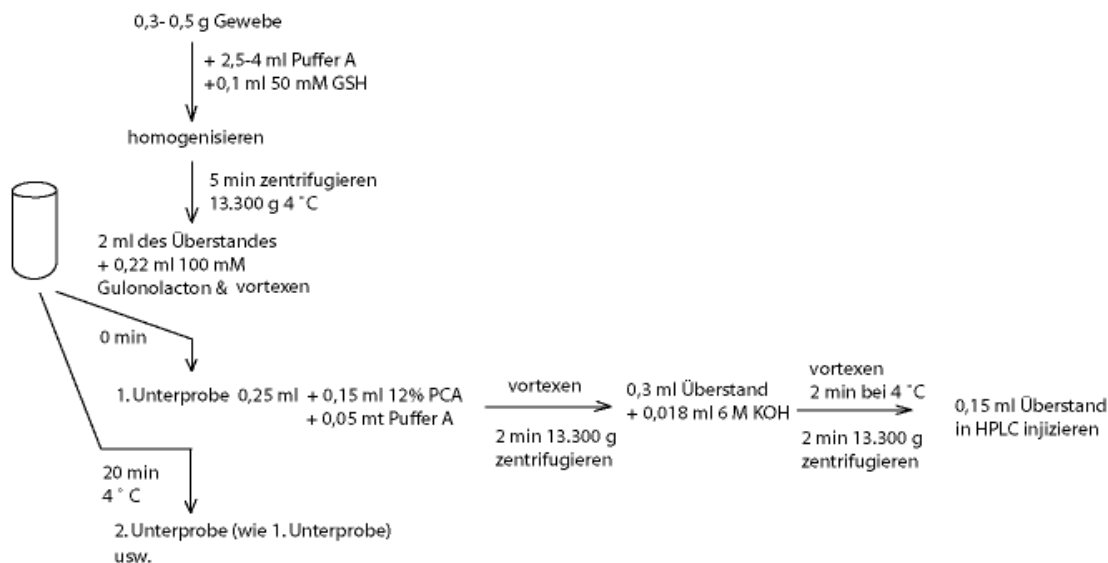 0,3- 0,5 g Gewebe
+ 2,5-4 ml Puffer A
+0,1 ml 50 mM GSH
homogenisieren
5 min zentrifugieren
13.300 g 4 °C
2 ml des Überstandes
+ 0,22 ml 100 mM
Gulonolacton & vortexen
0 min
1. Unterprobe 0,25 ml + 0,15 ml 12% PCA
+ 0,05 mt Puffer A
vortexen
2 min 13.300 g
zentrifugieren
0,3 ml Überstand
+ 0,018 ml 6 M KOH
vortexen
2 min bei 4 °C
2 min 13.300 g
zentrifugieren
0,15 ml Überstand
in HPLC injizieren
20 min
4 ° C
2. Unterprobe (wie 1. Unterprobe)
usw.